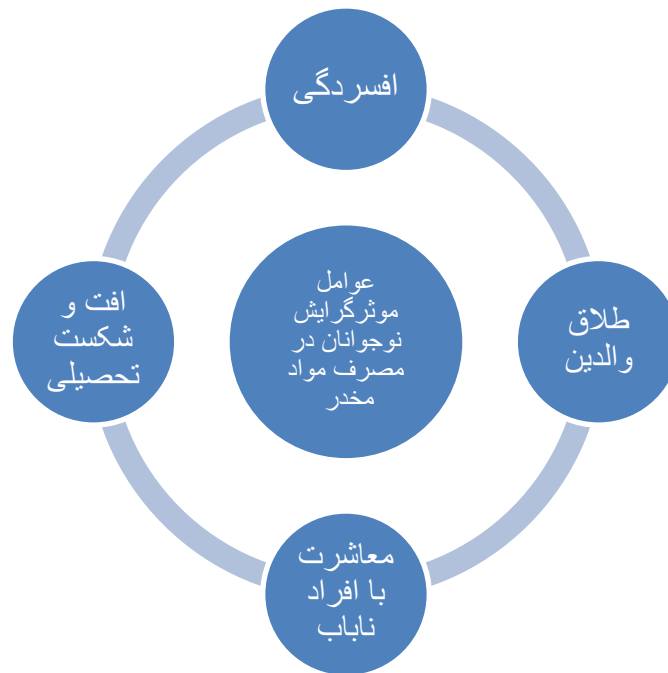 افسردگی
طلاق
والدین
معاشرت
با افراد
ناباب
افت و
شکست
تحصیلی
عوامل
موثرگرایش
نوجوانان در
مصرف مواد
مخدر